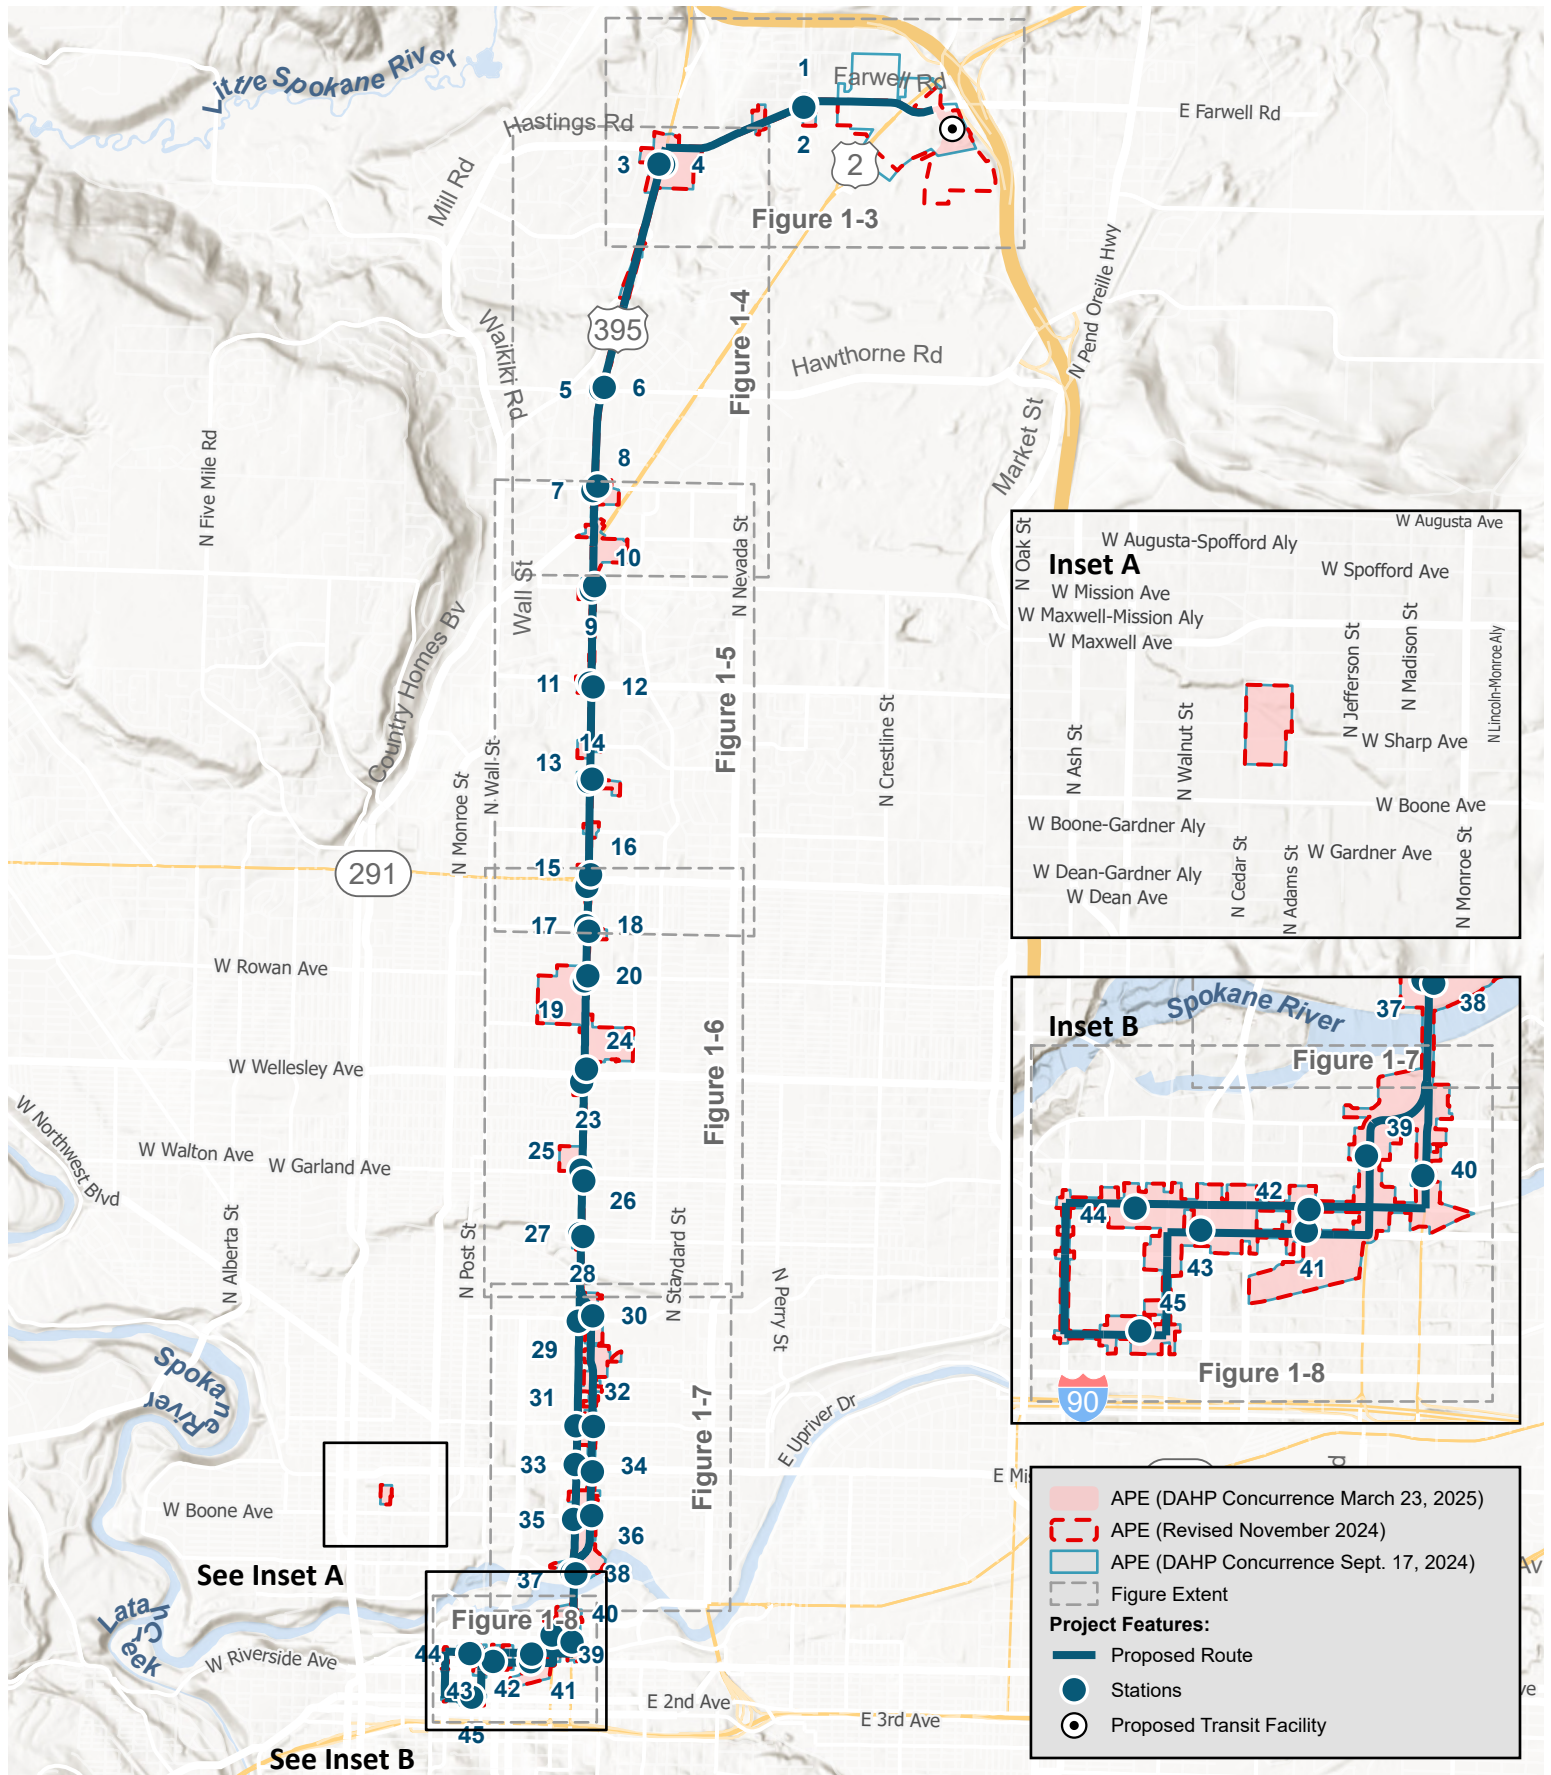 Little Spokane River
1
Farwell Rd
E Farwell Rd
Hastings Rd
2
2
3
4
Mill Rd
Figure 1-3
N Pend Oreille Hwy
395
Waikiki Rd
Figure 1-4
Hawthorne Rd
5
6
Market St
8
7
N Five Mile Rd
10
N Nevada St
Wall St
9
Country Homes Bv
11
12
Figure 1-5
N Crestline St
14
13
N Wall St
N Monroe St
16
15
291
17
18
W Rowan Ave
20
19
24
Figure 1-6
W Wellesley Ave
23
W Northwest Blvd
W Walton Ave
W Garland Ave
25
26
N Alberta St
N Post St
27
N Standard St
28
N Perry St
30
29
Spokane River
31
32
Figure 1-7
E Upriver Dr
33
34
E Mis
W Boone Ave
35
36
See Inset A
37
38
Figure 1-8
40
Latah Creek
W Riverside Ave
44
39
43
42
41
E 2nd Ave
E 3rd Ave
45
See Inset B
W Augusta Ave
N Oak St
W Augusta-Spofford Aly
Inset A
W Spofford Ave
W Mission Ave
W Maxwell-Mission Aly
W Maxwell Ave
N Jefferson St
N Madison St
N Lincoln-Monroe Aly
N Ash St
N Walnut St
W Sharp Ave
W Boone Ave
W Boone-Gardner Aly
N Cedar St
N Adams St
W Gardner Ave
N Monroe St
W Dean-Gardner Aly
W Dean Ave
Spokane River
37
38
Inset B
Figure 1-7
39
40
42
44
43
41
45
Figure 1-8
90
d
APE (DAHP Concurrence March 23, 2025)
APE (Revised November 2024)
APE (DAHP Concurrence Sept. 17, 2024)
Av
Figure Extent
Project Features:
Proposed Route
Stations
ve
Proposed Transit Facility